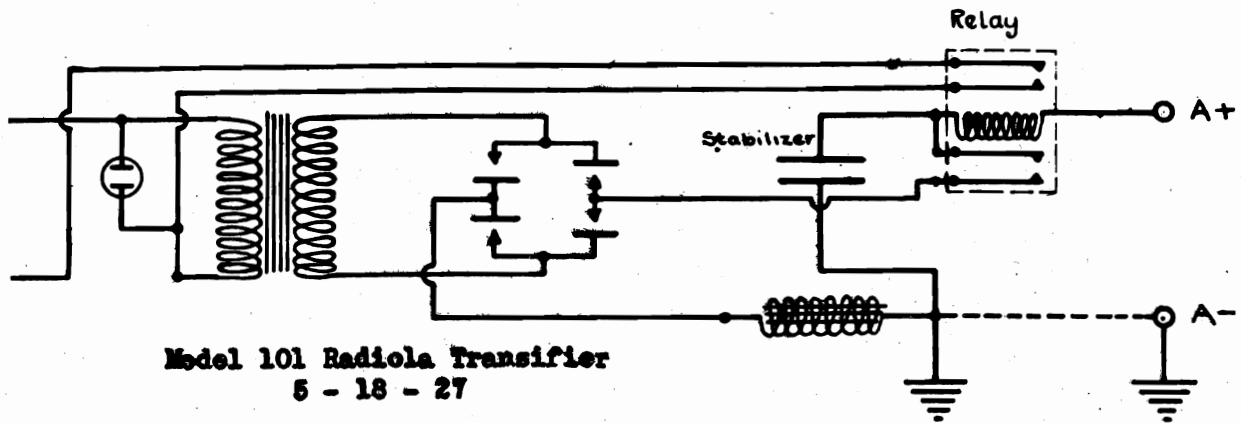 Relay
A+
Stabilizer
A-
Model 101 Radiola Transifier
5 - 18 - 27